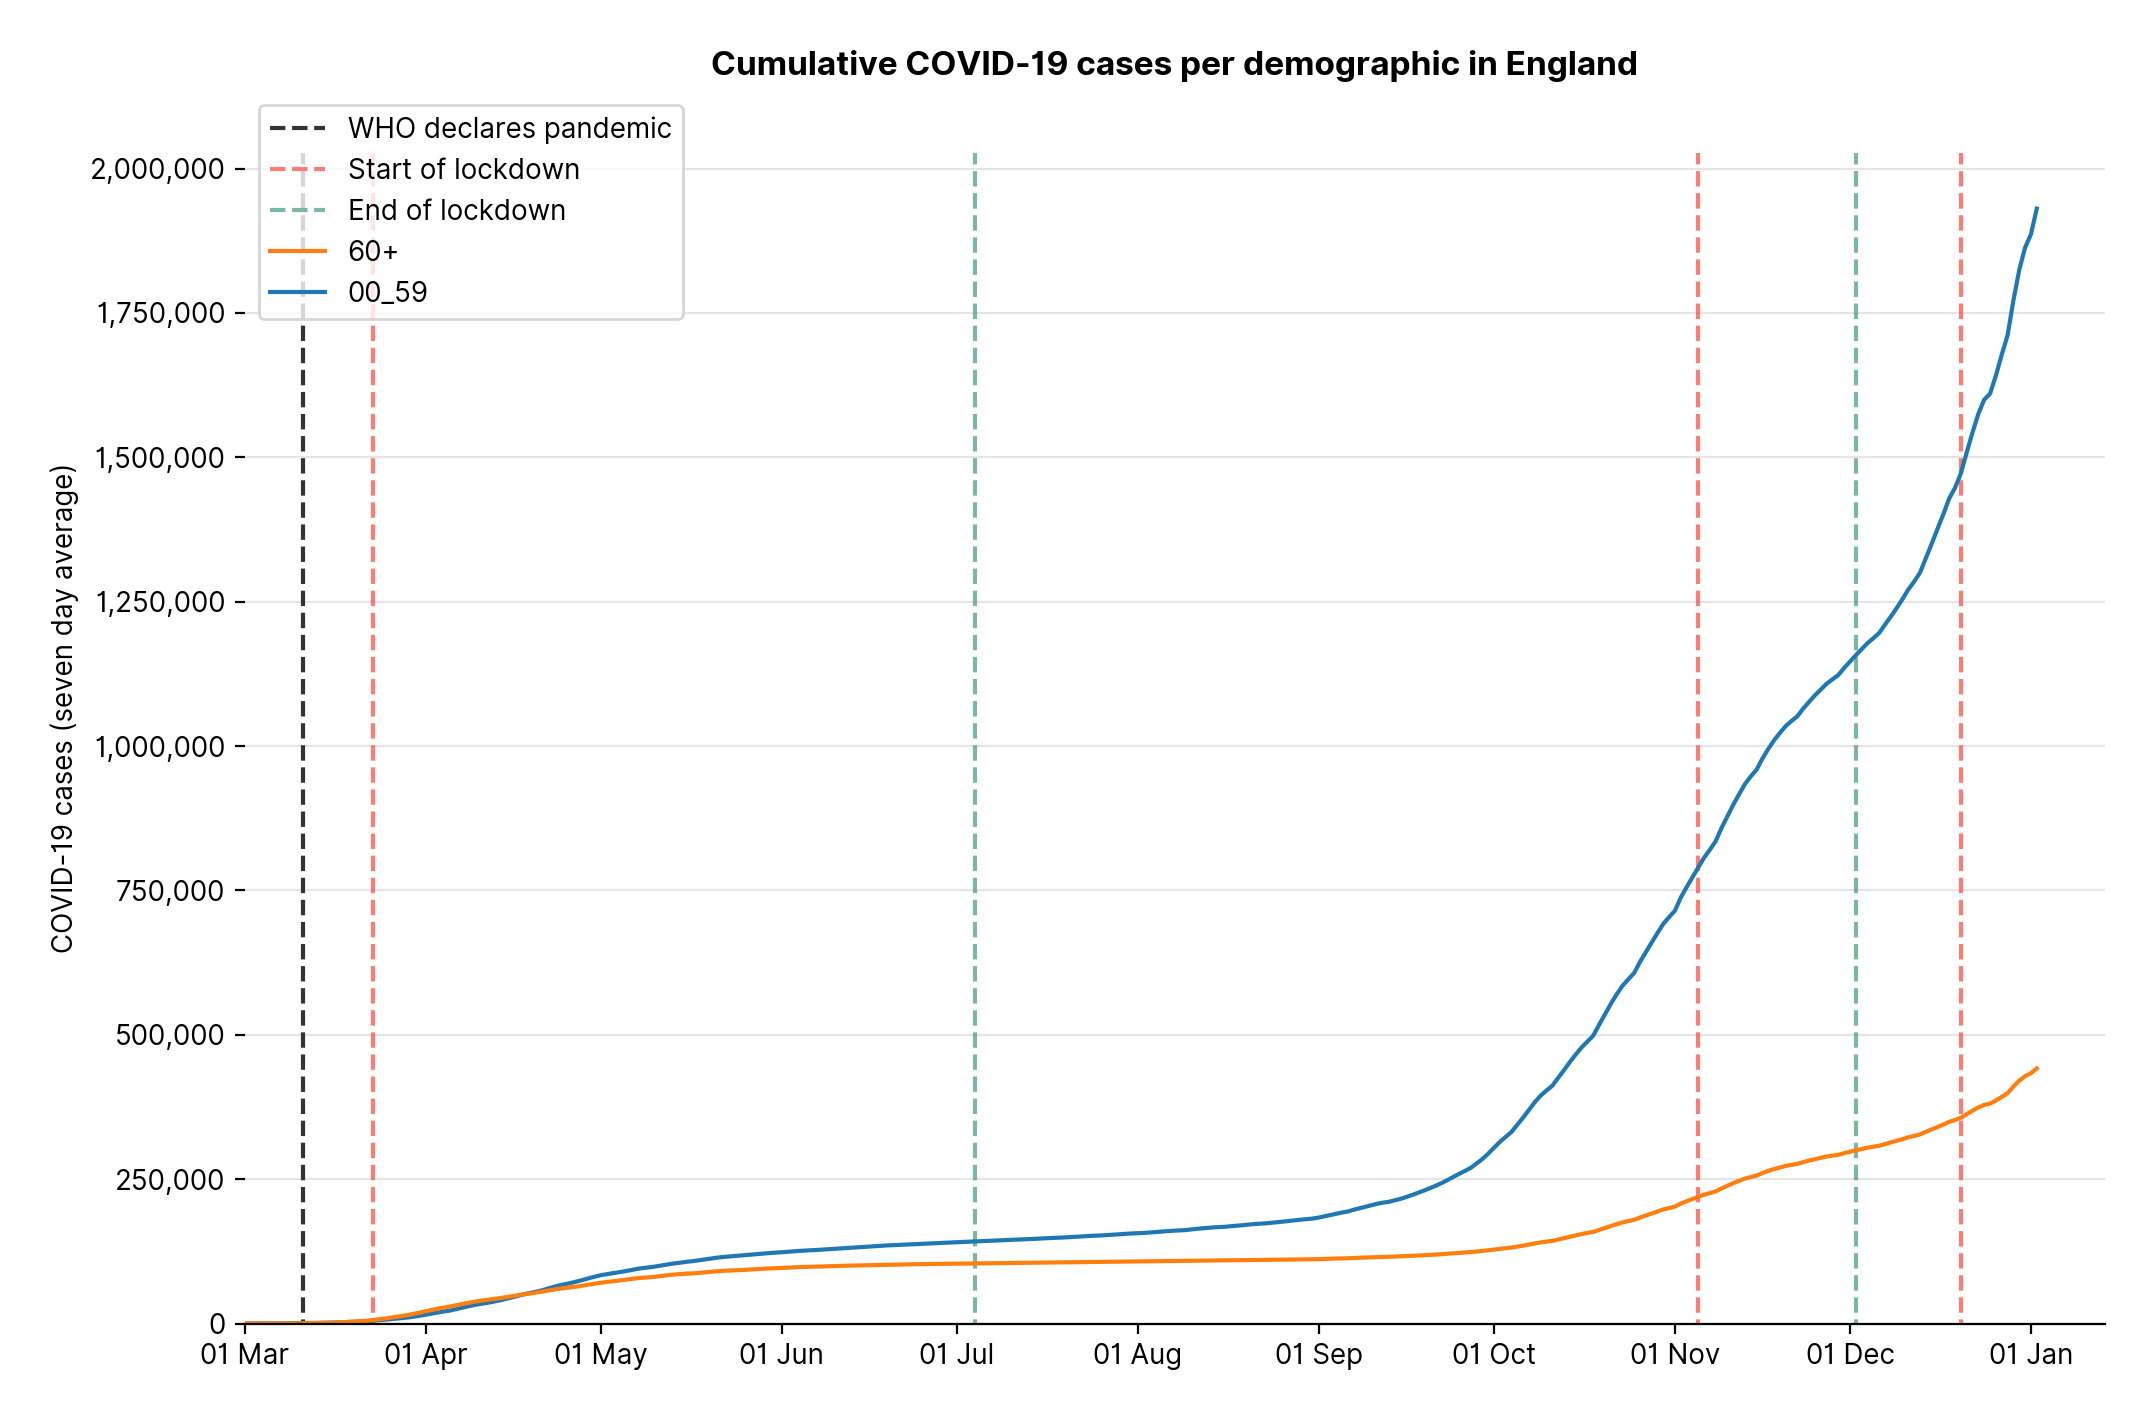 Cumulative COVID-19 cases per demographic in England
WHO declares pandemic
Start of lockdown
End of lockdown
60+
00_59
COVID-19 cases (seven day average)
2,000,000
1,750,000
1,500,000
1,250,000
1,000,000
750,000
500,000
250,000
0
01 Mar
01 Apr
01 May
01 Jun
01 Jul
01 Aug
01 Sep
01 Oct
01 Nov
01 Dec
01 Jan